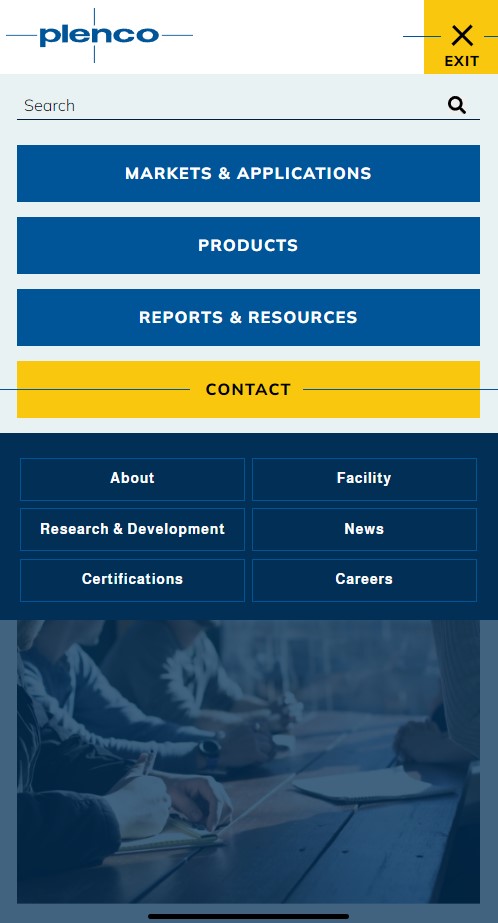 plenco
EXIT
Search
MARKETS & APPLICATIONS
PRODUCTS
REPORTS & RESOURCES
CONTACT
About
Facility
Research & Development
News
Certifications
Careers